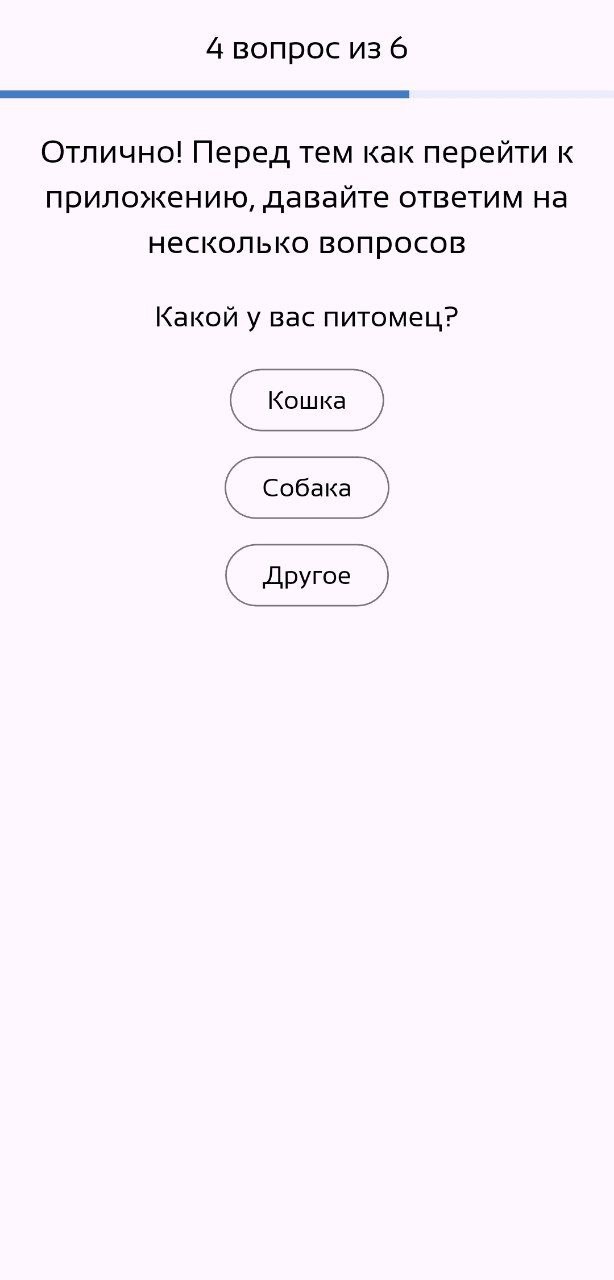 4 вопрос из 6
Отлично! Перед тем как перейти к
приложению, давайте ответим на
несколько вопросов
Какой у вас питомец?
Кошка
Собака
Другое